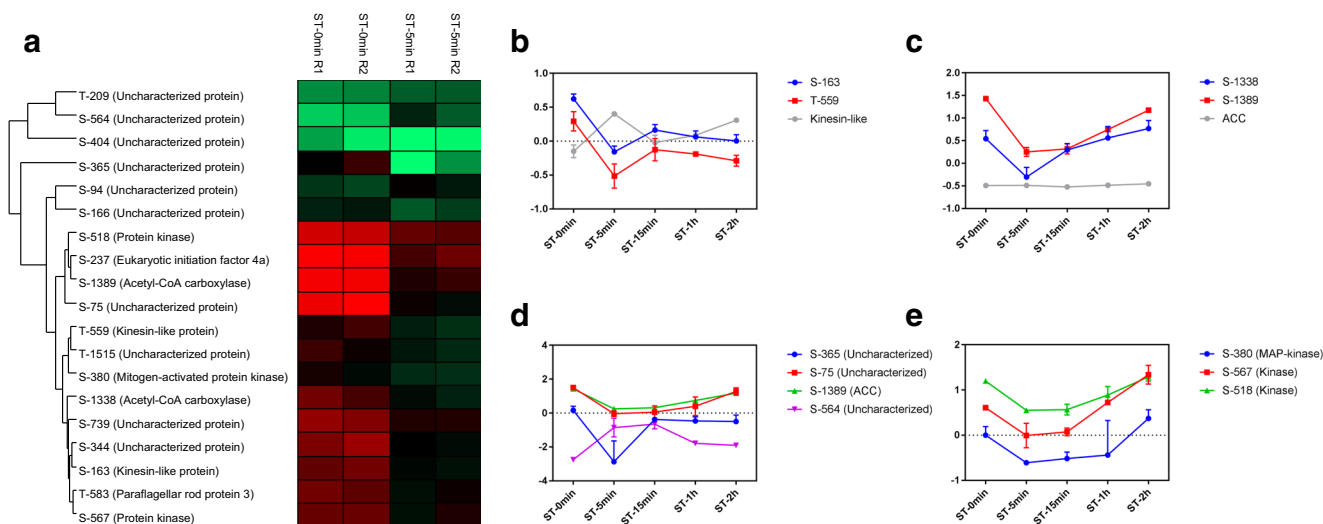 a
ST-0min R1
ST-0min R2
ST-5min R1
ST-5min R2
T-209 (Uncharacterized protein)
S-564 (Uncharacterized protein)
S-404 (Uncharacterized protein)
S-365 (Uncharacterized protein)
S-94 (Uncharacterized protein)
S-166 (Uncharacterized protein)
S-518 (Protein kinase)
S-237 (Eukaryotic initiation factor 4a)
S-1389 (Acetyl-CoA carboxylase)
S-75 (Uncharacterized protein)
T-559 (Kinesin-like protein)
T-1515 (Uncharacterized protein)
S-380 (Mitogen-activated protein kinase)
S-1338 (Acetyl-CoA carboxylase)
S-739 (Uncharacterized protein)
S-344 (Uncharacterized protein)
S-163 (Kinesin-like protein)
T-583 (Paraflagellar rod protein 3)
S-567 (Protein kinase)
b
1.0
0.5
0.0
-0.5
-1.0
ST-0min
ST-5min
ST-15min
ST-1h
ST-2h
S-163
T-559
Kinesin-like
c
2.0
1.5
1.0
0.5
0.0
-0.5
-1.0
ST-0min
ST-5min
ST-15min
ST-1h
ST-2h
S-1338
S-1389
ACC
d
4
2
0
-2
-4
ST-0min
ST-5min
ST-15min
ST-1h
ST-2h
S-365 (Uncharacterized)
S-75 (Uncharacterized)
S-1389 (ACC)
S-564 (Uncharacterized)
e
2
1
0
-1
ST-0min
ST-5min
ST-15min
ST-1h
ST-2h
S-380 (MAP-kinase)
S-567 (Kinase)
S-518 (Kinase)